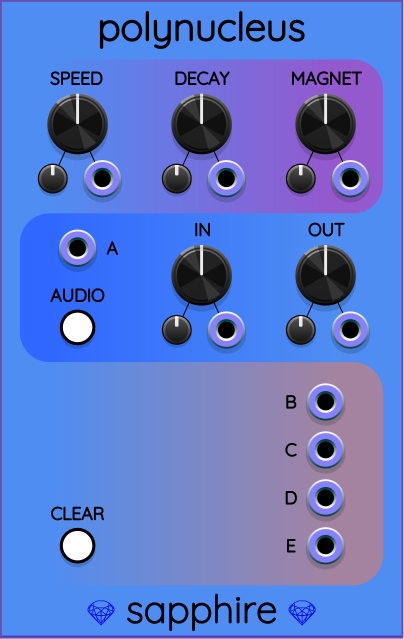 polynucleus
SPEED DECAY MAGNET
IN OUT
A
AUDIO
B
C
D
E
CLEAR
sapphire